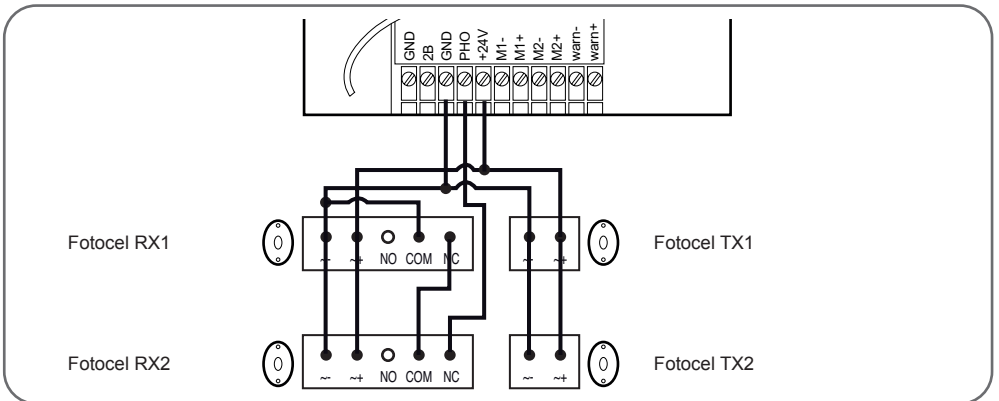 GND 2B GND PHO +24V M1- M1+ M2- M2+ warn- warn+
Fotocel RX1
~- ~+ NO COM NC
~- ~+
Fotocel TX1
Fotocel RX2
~- ~+ NO COM NC
~- ~+
Fotocel TX2